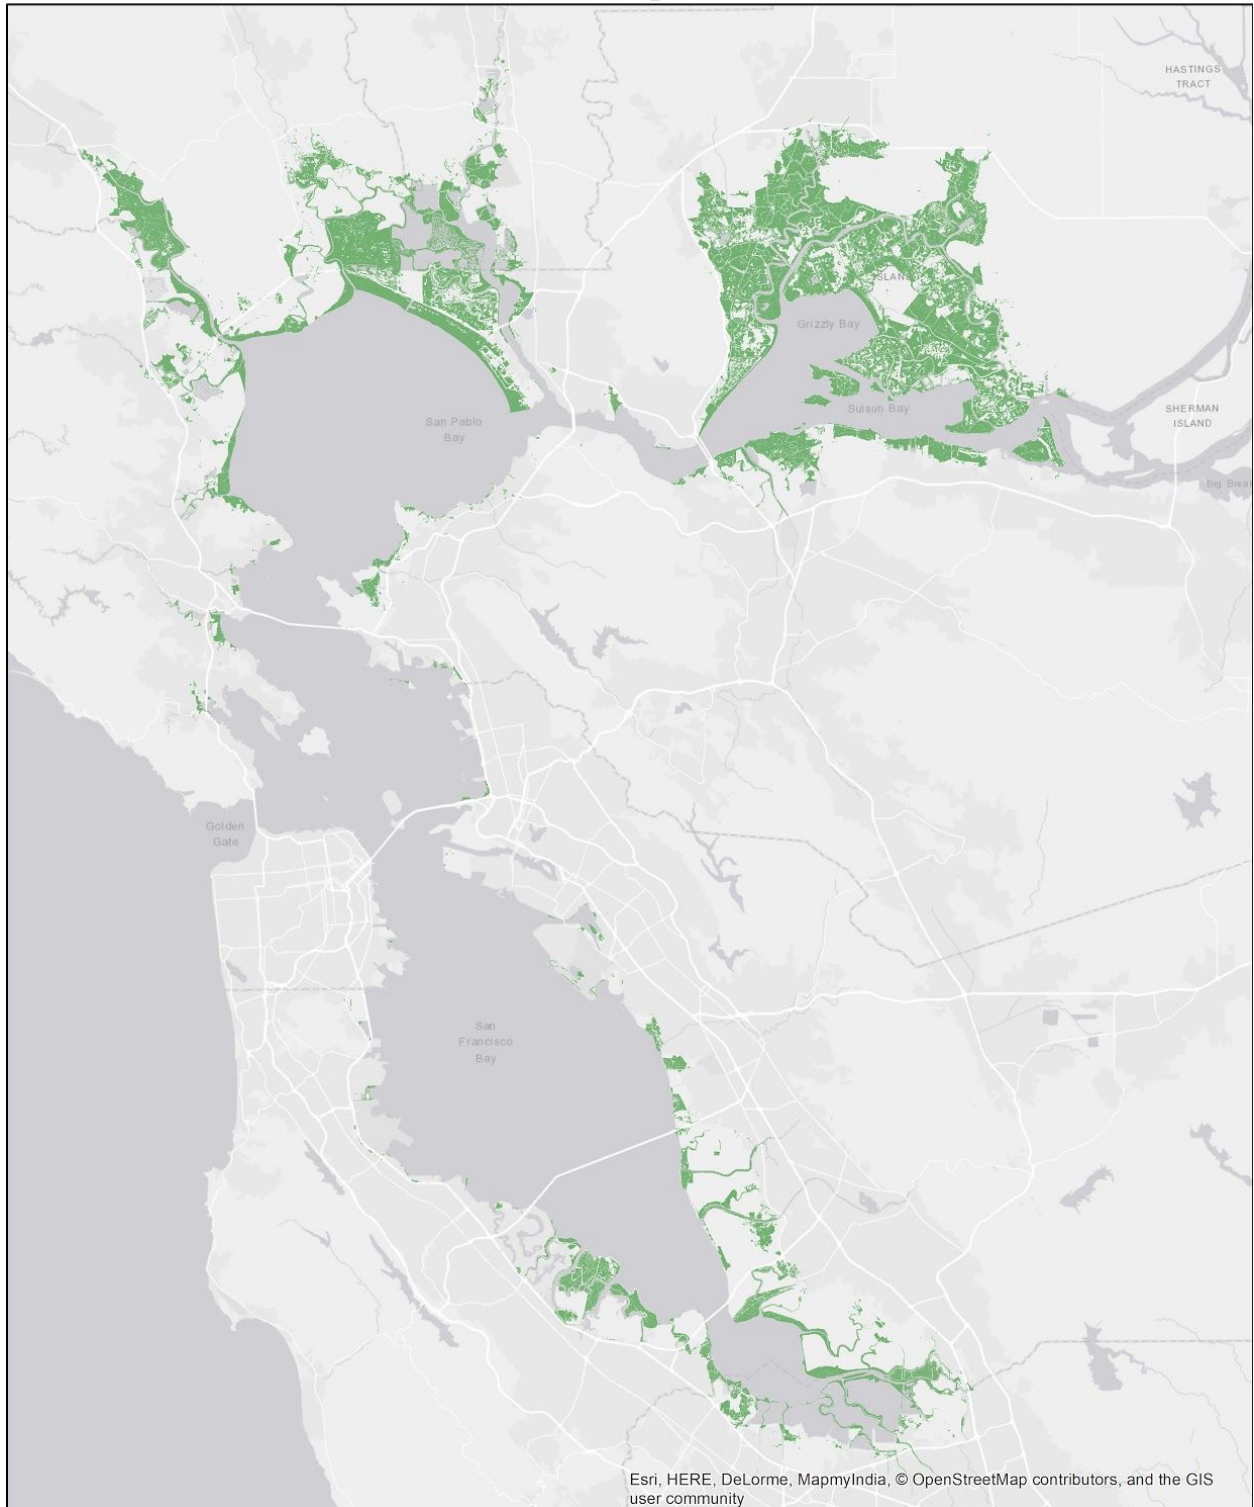 HASTINGS
TRACT
ISLAND
Grizzly Bay
Suisun Bay
SHERMAN
ISLAND
San Pablo
Bay
Big Break
Golden
Gate
San
Francisco
Bay
Esri, HERE, DeLorme, MapmyIndia, © OpenStreetMap contributors, and the GIS
user community